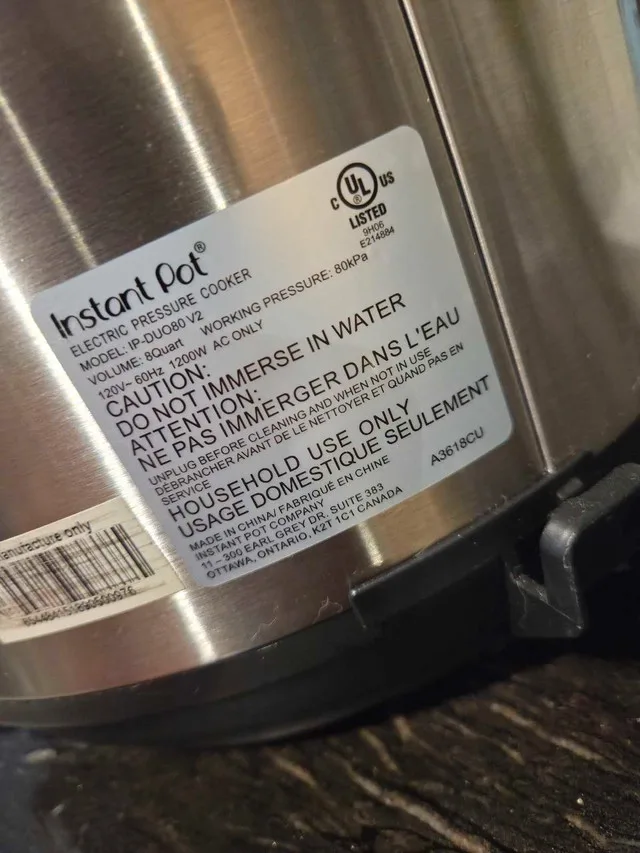 Instant Pot®
ELECTRIC PRESSURE COOKER
MODEL: IP-DUO80 V2
VOLUME: 8Quart WORKING PRESSURE: 80kPa
120V~ 60Hz 1200W AC ONLY
CAUTION:
DO NOT IMMERSE IN WATER
ATTENTION:
NE PAS IMMERGER DANS L'EAU
UNPLUG BEFORE CLEANING AND WHEN NOT IN USE
DÉBRANCHER AVANT DE LE NETTOYER ET QUAND PAS EN
SERVICE
HOUSEHOLD USE ONLY
USAGE DOMESTIQUE SEULEMENT
MADE IN CHINA/ FABRIQUÉ EN CHINE
INSTANT POT COMPANY
11 – 300 EARL GREY DR. SUITE 383
OTTAWA, ONTARIO, K2T 1C1 CANADA
A3618CU
C UL® US
LISTED
9H06
E214884
anufacture only